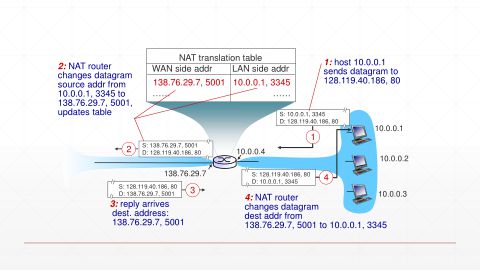 NAT translation table
WAN side addr LAN side addr
138.76.29.7, 5001 10.0.0.1, 3345
...... ......
2: NAT router
changes datagram
source addr from
10.0.0.1, 3345 to
138.76.29.7, 5001,
updates table
1: host 10.0.0.1
sends datagram to
128.119.40.186, 80
S: 10.0.0.1, 3345
D: 128.119.40.186, 80
1
10.0.0.1
S: 138.76.29.7, 5001
D: 128.119.40.186, 80
2
10.0.0.4
10.0.0.2
138.76.29.7
S: 128.119.40.186, 80
D: 10.0.0.1, 3345
4
S: 128.119.40.186, 80
D: 138.76.29.7, 5001
3
10.0.0.3
3: reply arrives
dest. address:
138.76.29.7, 5001
4: NAT router
changes datagram
dest addr from
138.76.29.7, 5001 to 10.0.0.1, 3345